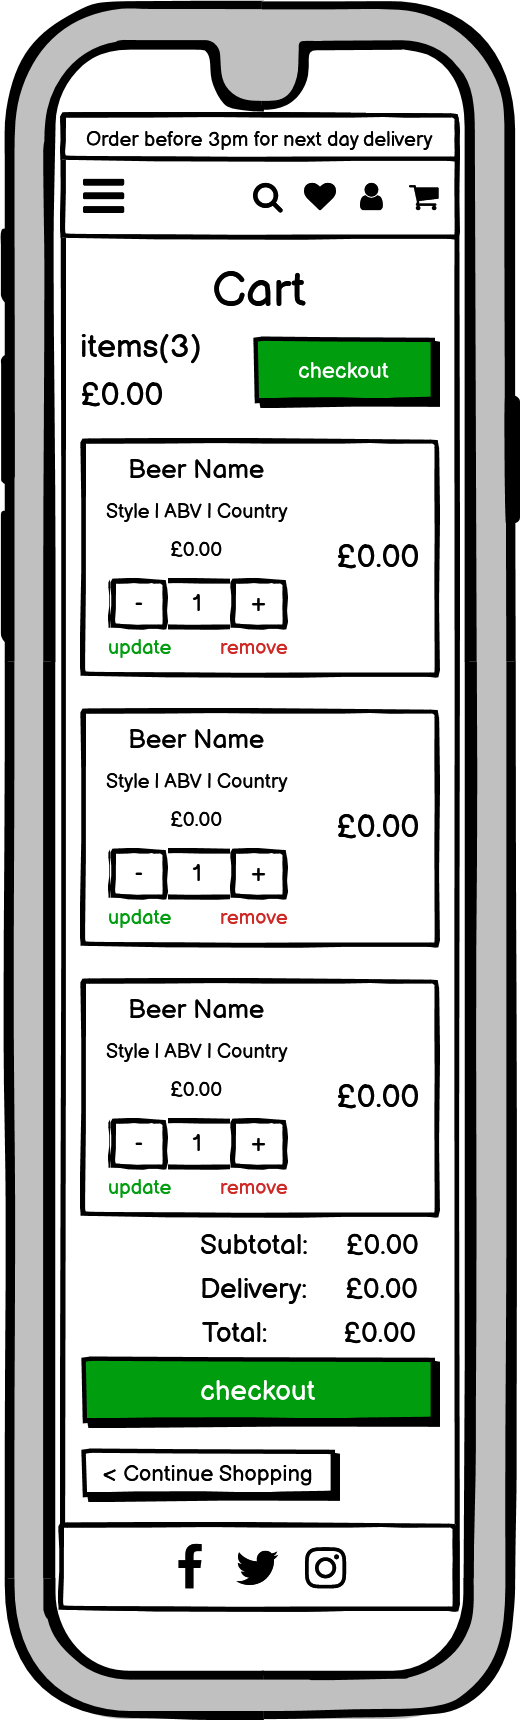 Order before 3pm for next day delivery
Cart
items(3)
£0.00
checkout
Beer Name
Style | ABV | Country
£0.00
£0.00
- 1 +
update remove
Beer Name
Style | ABV | Country
£0.00
£0.00
- 1 +
update remove
Beer Name
Style | ABV | Country
£0.00
£0.00
- 1 +
update remove
Subtotal: £0.00
Delivery: £0.00
Total: £0.00
checkout
< Continue Shopping